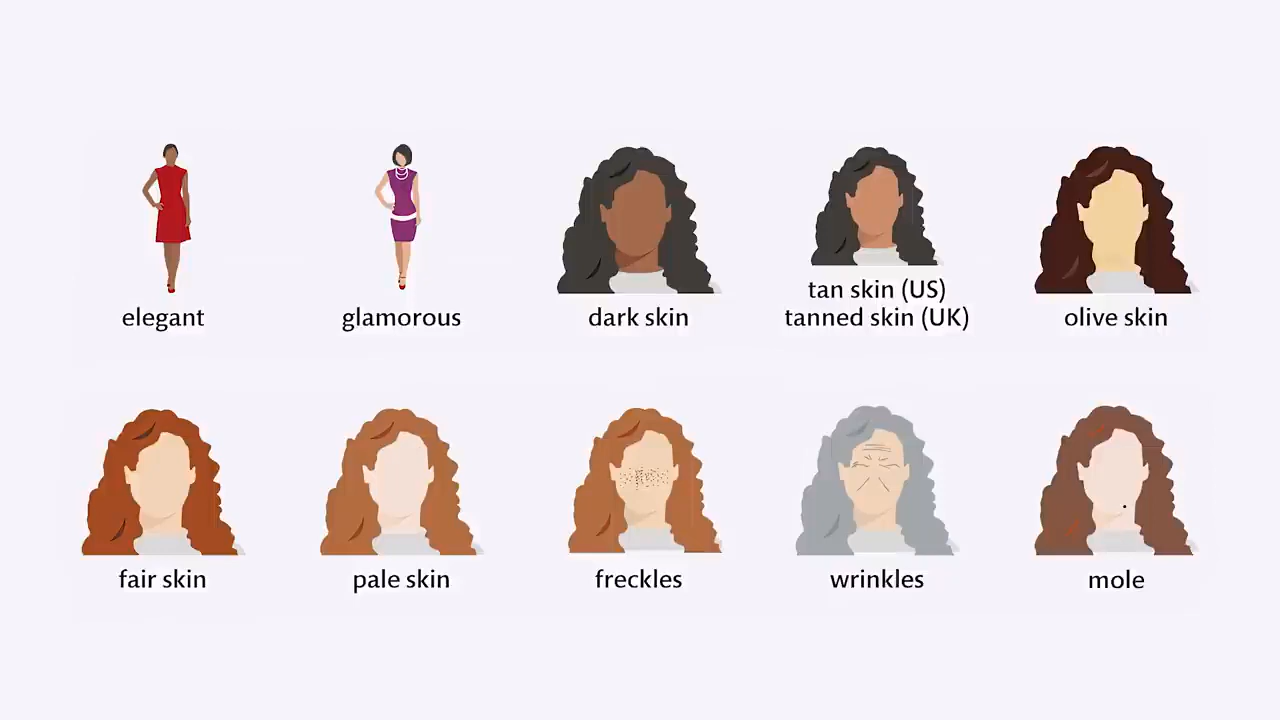 elegant
glamorous
dark skin
tan skin (US)
tanned skin (UK)
olive skin
fair skin
pale skin
freckles
wrinkles
mole